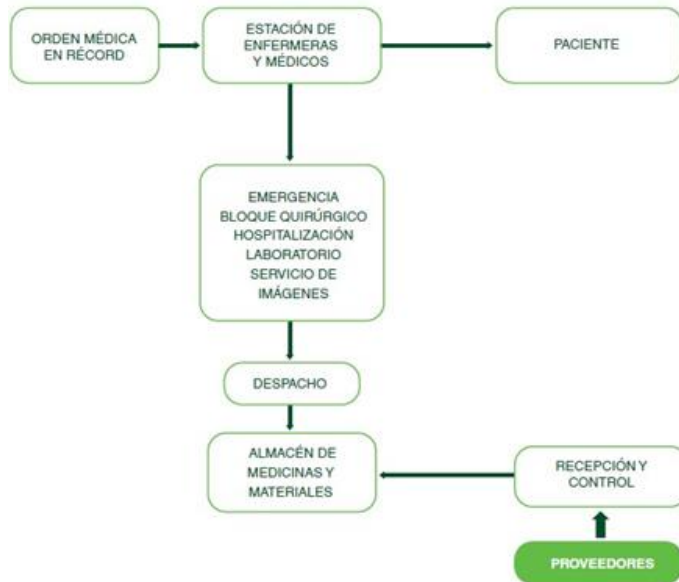 ORDEN MÉDICA
EN RÉCORD
ESTACIÓN DE
ENFERMERAS
Y MÉDICOS
PACIENTE
EMERGENCIA
BLOQUE QUIRÚRGICO
HOSPITALIZACIÓN
LABORATORIO
SERVICIO DE
IMÁGENES
DESPACHO
ALMACÉN DE
MEDICINAS Y
MATERIALES
RECEPCIÓN Y
CONTROL
PROVEEDORES